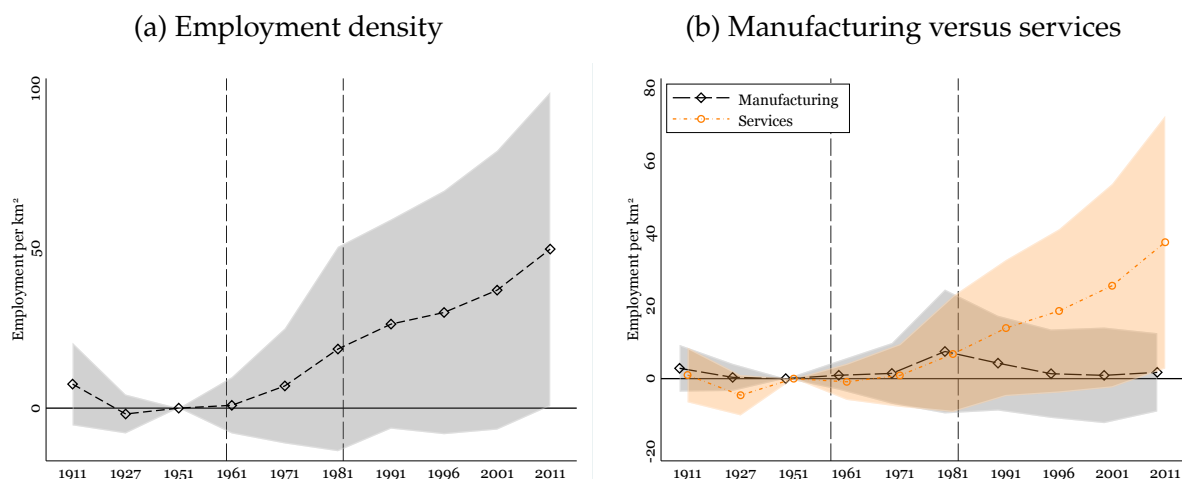 (a) Employment density
100
50
0
Employment per km²
1911 1927 1951 1961 1971 1981 1991 1996 2001 2011
(b) Manufacturing versus services
Manufacturing
Services
80
60
40
20
0
-20
Employment per km²
1911 1927 1951 1961 1971 1981 1991 1996 2001 2011